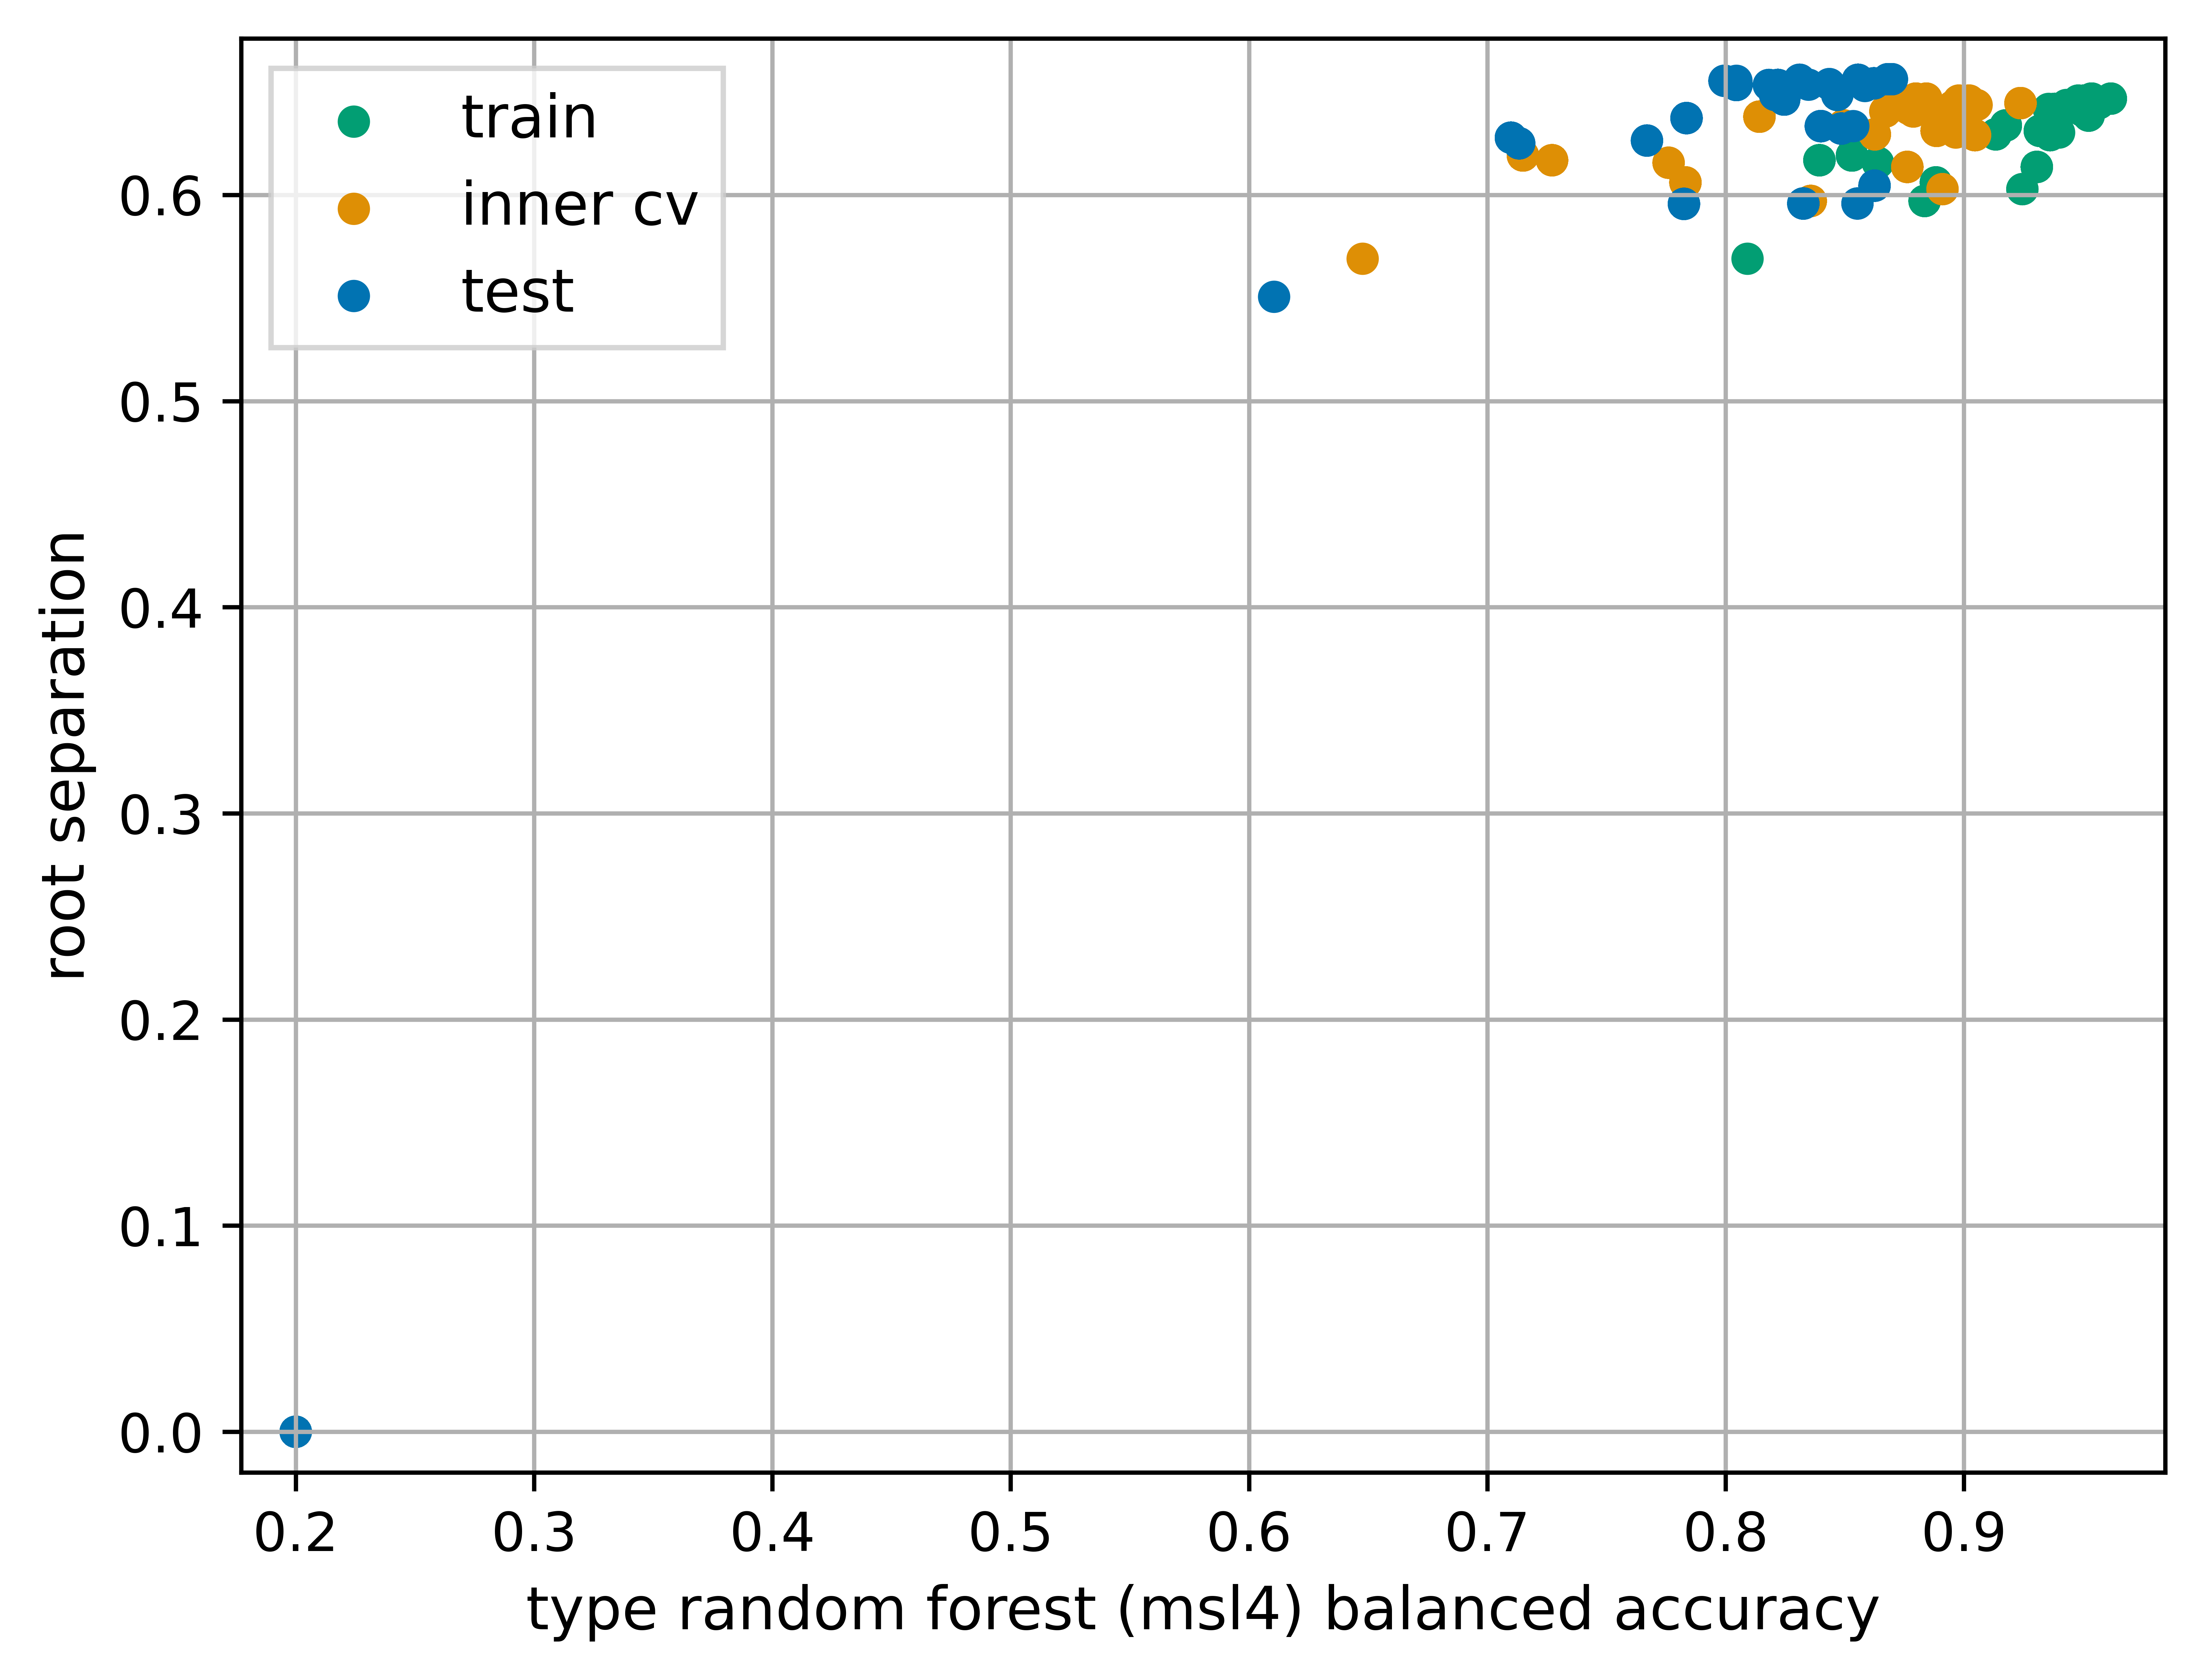 train
inner cv
test
root separation
0.6
0.5
0.4
0.3
0.2
0.1
0.0
0.2 0.3 0.4 0.5 0.6 0.7 0.8 0.9
type random forest (msl4) balanced accuracy